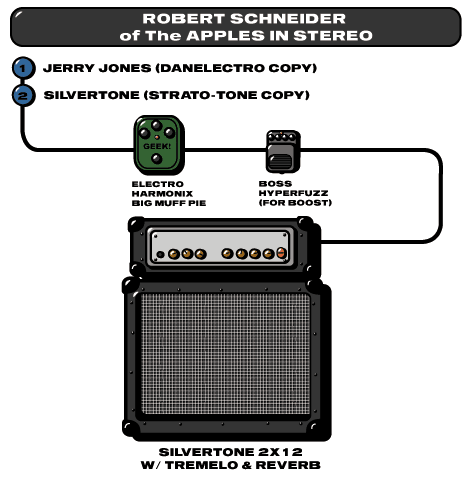 ROBERT SCHNEIDER
of The APPLES IN STEREO
1 JERRY JONES (DANELECTRO COPY)
2 SILVERTONE (STRATO-TONE COPY)
GEEK!
ELECTRO
HARMONIX
BIG MUFF PIE
BOSS
HYPERFUZZ
(FOR BOOST)
SILVERTONE 2X12
W/ TREMELO & REVERB